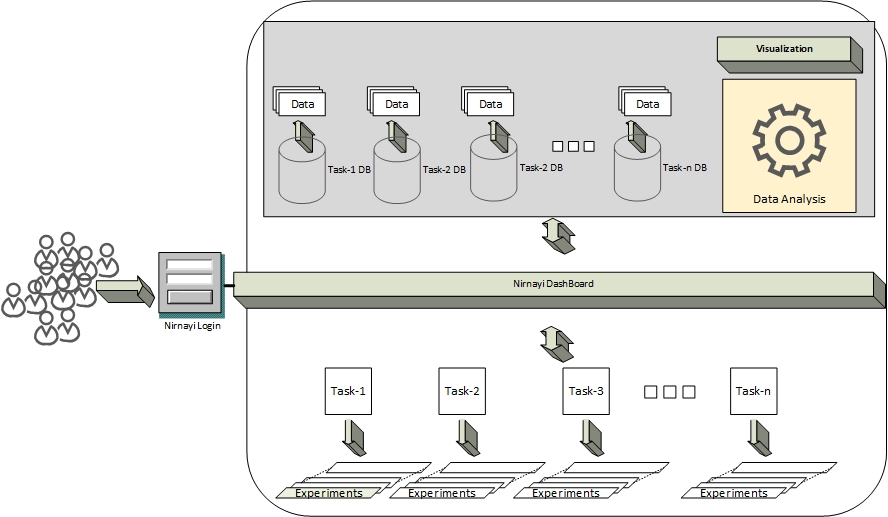 Visualization
Data
Data
Data
Data
Task-1 DB
Task-2 DB
Task-2 DB
Task-n DB
Data Analysis
Nirnayi DashBoard
Nirnayi Login
Task-1
Task-2
Task-3
Task-n
Experiments
Experiments
Experiments
Experiments